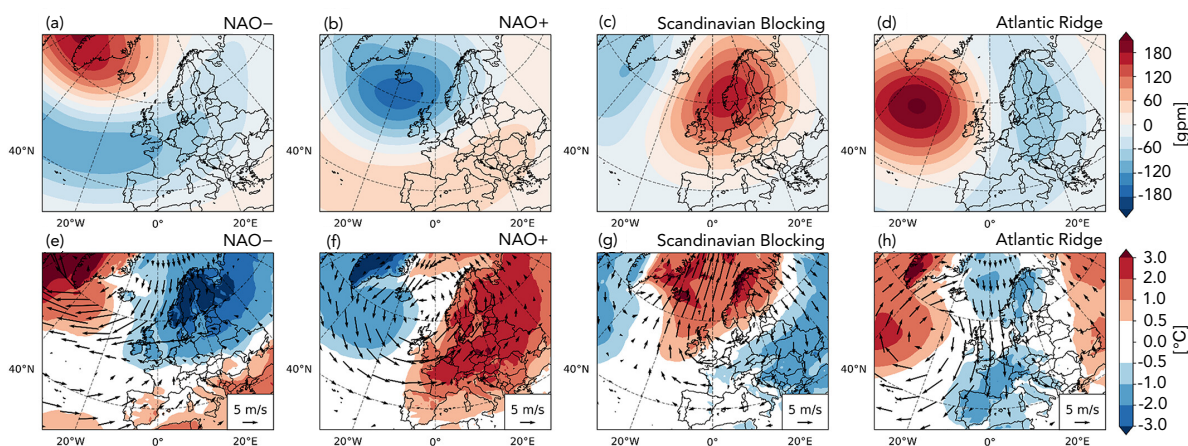 (a) NAO−
(b) NAO+
(c) Scandinavian Blocking
(d) Atlantic Ridge
40°N 40°N 40°N 40°N
20°W 0° 20°E 20°W 0° 20°E 20°W 0° 20°E 20°W 0° 20°E
180
120
60
0
-60
-120
-180
[gpm]
(e) NAO−
(f) NAO+
(g) Scandinavian Blocking
(h) Atlantic Ridge
40°N 40°N 40°N 40°N
5 m/s 5 m/s 5 m/s 5 m/s
20°W 0° 20°E 20°W 0° 20°E 20°W 0° 20°E 20°W 0° 20°E
3.0
2.0
1.0
0.5
0.0
-0.5
-1.0
-2.0
-3.0
[°C]